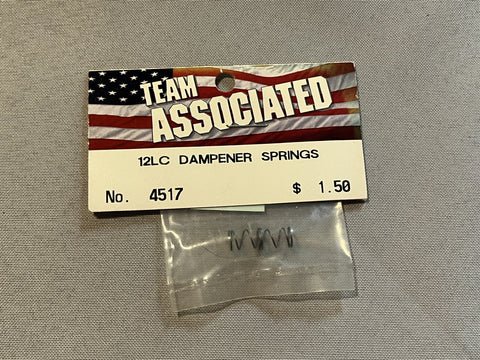 TEAM
ASSOCIATED
12LC DAMPENER SPRINGS
No. 4517 $ 1.50